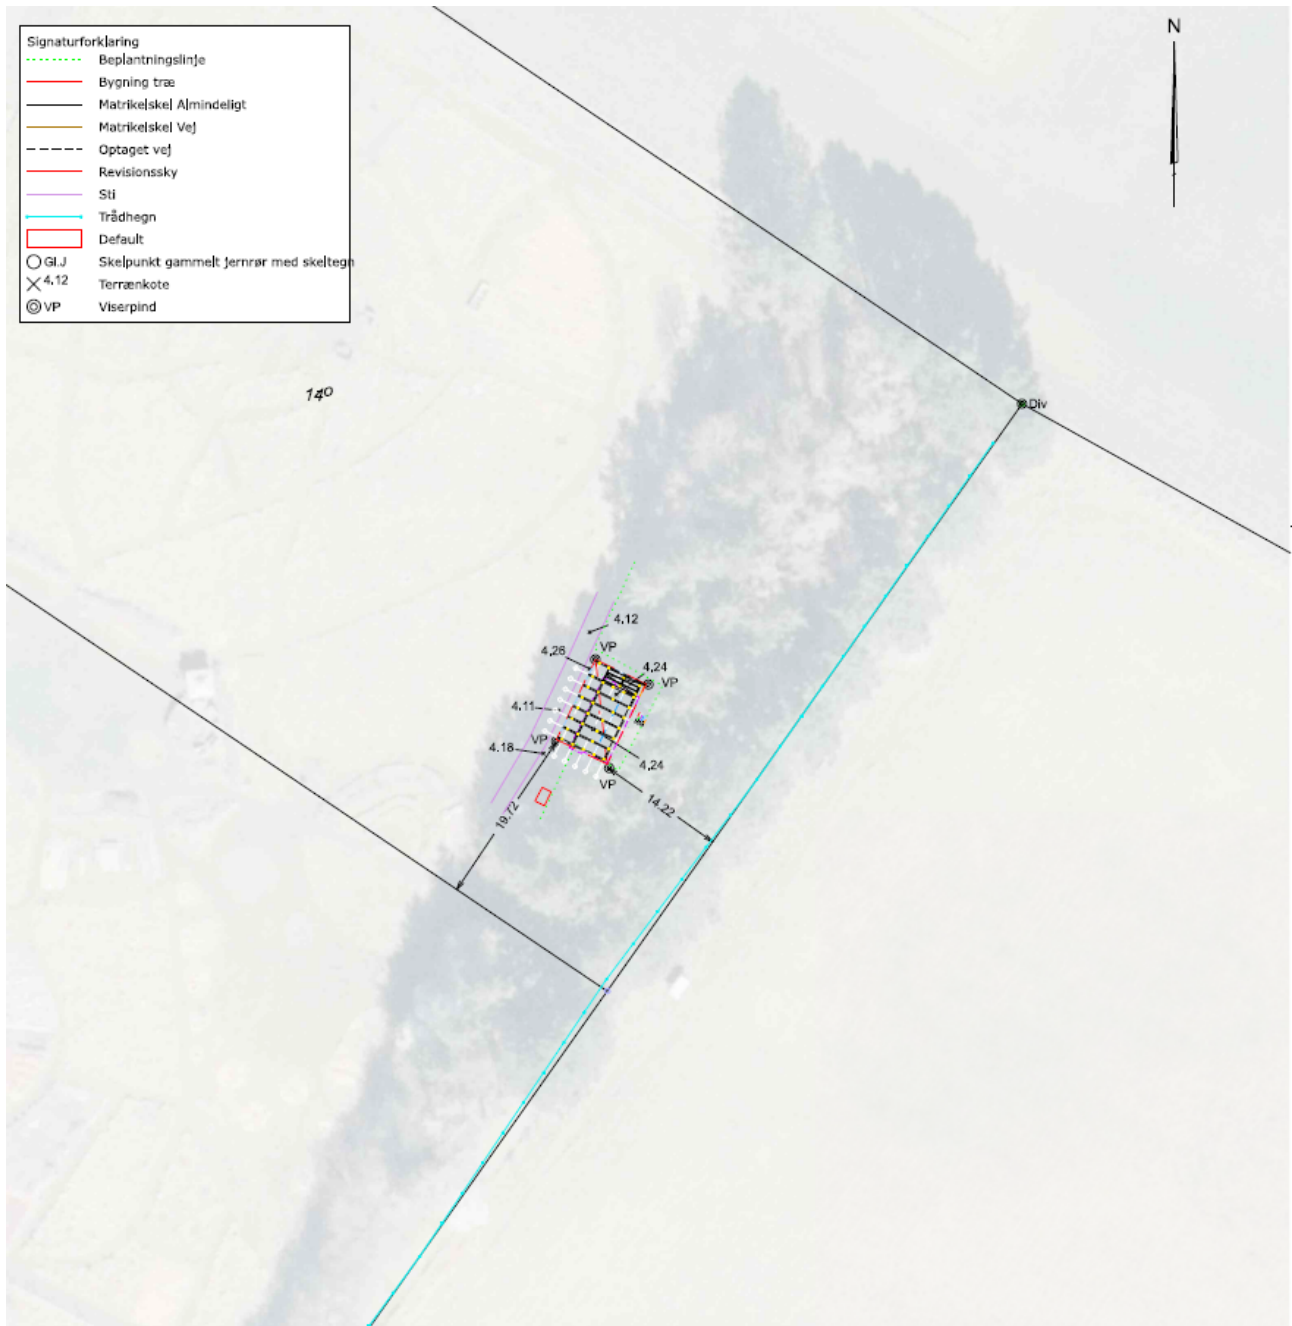 Signaturforklaring
Beplantningslinje
Bygning træ
Matrikelskel Almindeligt
Matrikelskel Vej
Optaget vej
Revisionssky
Sti
Trådhegn
Default
Gl.J Skelpunkt gammelt jernrør med skeltegn
4.12 Terrænkote
VP Viserpind
N
14o
Div
4.12
VP
4.26
4.24
VP
4.11
VP
4.18
4.24
VP
14.22
19.72